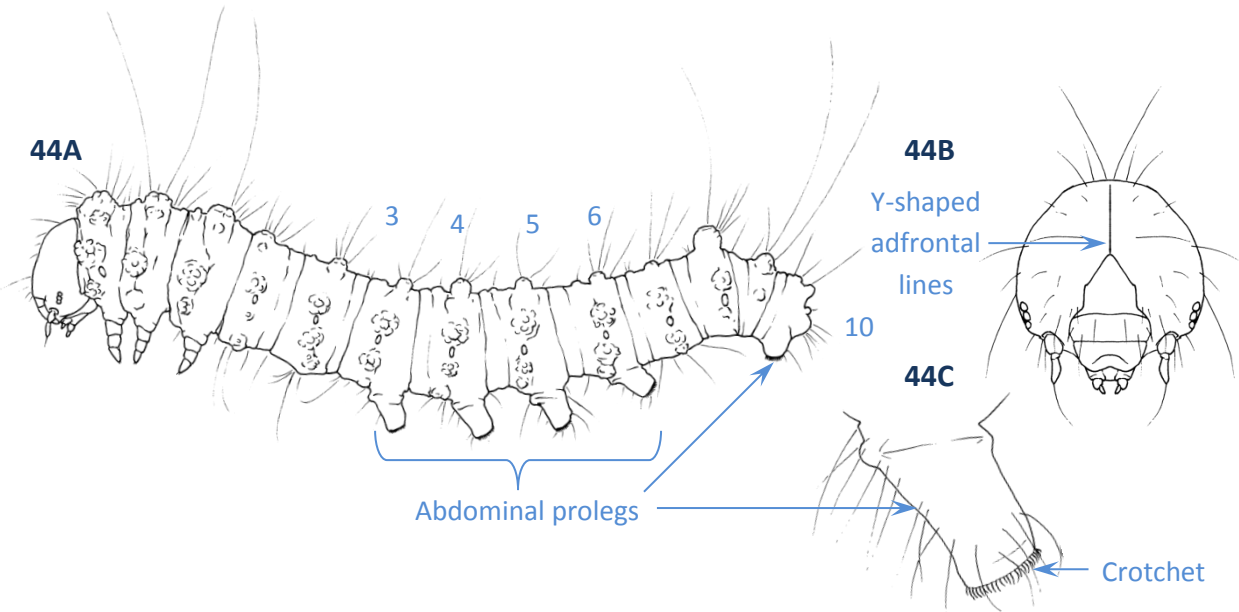 44A
3
4
5
6
10
Abdominal prolegs
44B
Y-shaped
adfrontal
lines
44C
Crotchet